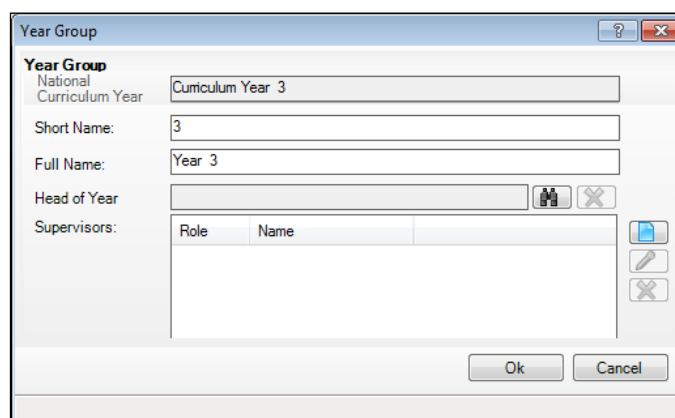 Year Group
Year Group
National
Curriculum Year
Curriculum Year 3
Short Name:
3
Full Name:
Year 3
Head of Year
Supervisors:
Role Name
Ok Cancel